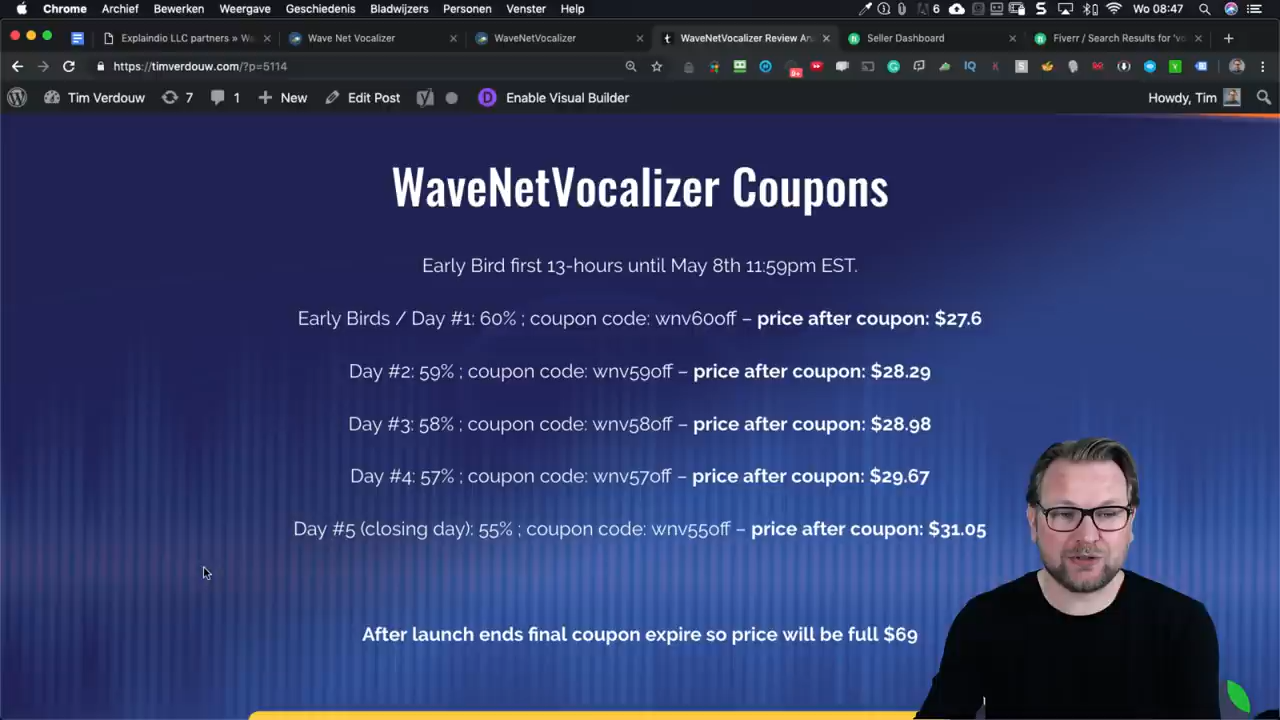 Chrome Archief Bewerken Weergave Geschiedenis Bladwijzers Personen Venster Help 6 Wo 08:47
Explaindio LLC partners » We
Wave Net Vocalizer
WaveNetVocalizer
WaveNetVocalizer Review An
Seller Dashboard
Fiverr / Search Results for 'vo
https://timverdouw.com/?p=5114
Tim Verdouw 7 1 New Edit Post Enable Visual Builder Howdy, Tim
WaveNetVocalizer Coupons
Early Bird first 13-hours until May 8th 11:59pm EST.
Early Birds / Day #1: 60% ; coupon code: wnv60off – price after coupon: $27.6
Day #2: 59% ; coupon code: wnv59off – price after coupon: $28.29
Day #3: 58% ; coupon code: wnv58off – price after coupon: $28.98
Day #4: 57% ; coupon code: wnv57off – price after coupon: $29.67
Day #5 (closing day): 55% ; coupon code: wnv55off – price after coupon: $31.05
After launch ends final coupon expire so price will be full $69